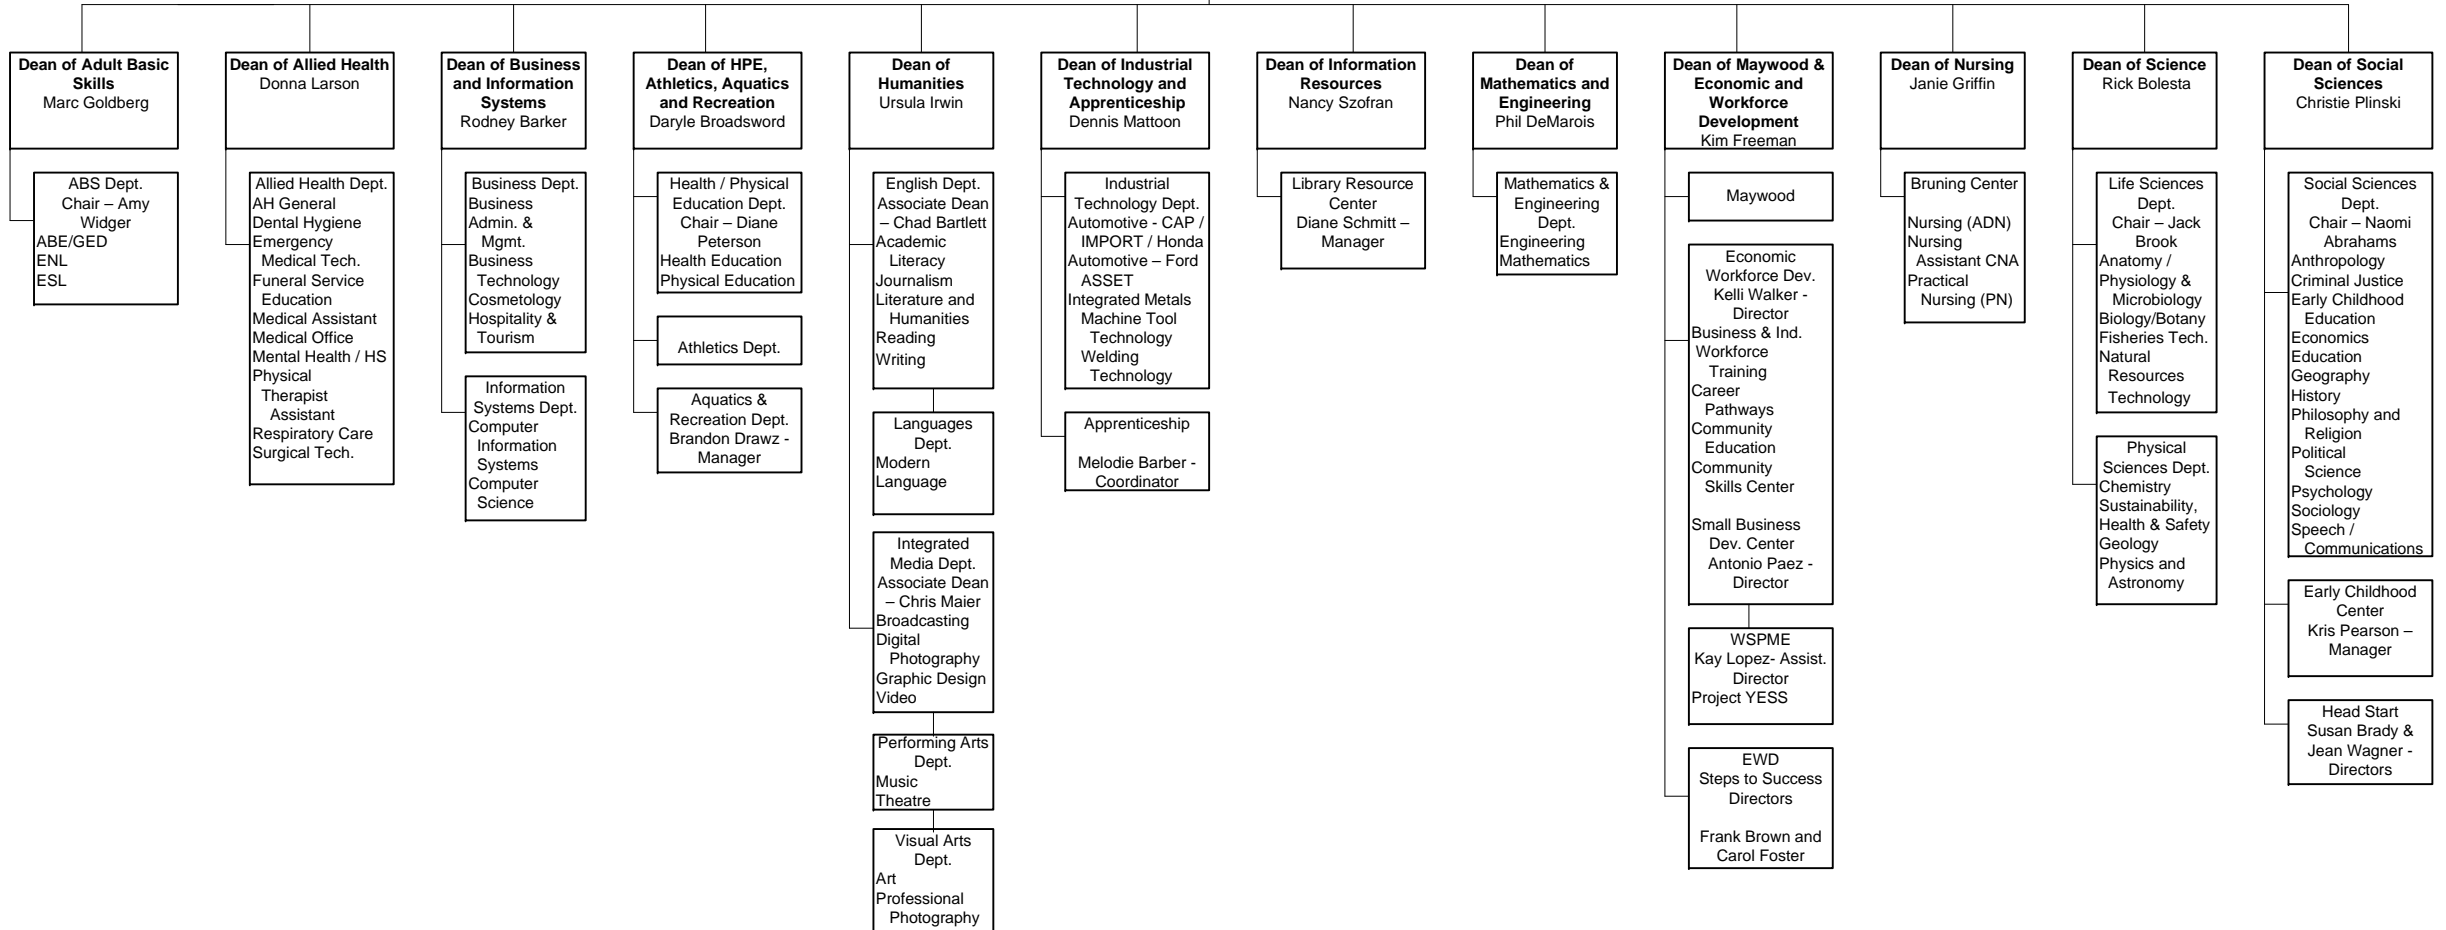 Dean of Adult Basic
Skills
Marc Goldberg
ABS Dept.
Chair – Amy
Widger
ABE/GED
ENL
ESL
Dean of Allied Health
Donna Larson
Allied Health Dept.
AH General
Dental Hygiene
Emergency
Medical Tech.
Funeral Service
Education
Medical Assistant
Medical Office
Mental Health / HS
Physical
Therapist
Assistant
Respiratory Care
Surgical Tech.
Dean of Business
and Information
Systems
Rodney Barker
Business Dept.
Business
Admin. &
Mgmt.
Business
Technology
Cosmetology
Hospitality &
Tourism
Information
Systems Dept.
Computer
Information
Systems
Computer
Science
Dean of HPE,
Athletics, Aquatics
and Recreation
Daryle Broadsword
Health / Physical
Education Dept.
Chair – Diane
Peterson
Health Education
Physical Education
Athletics Dept.
Aquatics &
Recreation Dept.
Brandon Drawz -
Manager
Dean of
Humanities
Ursula Irwin
English Dept.
Associate Dean
– Chad Bartlett
Academic
Literacy
Journalism
Literature and
Humanities
Reading
Writing
Languages
Dept.
Modern
Language
Integrated
Media Dept.
Associate Dean
– Chris Maier
Broadcasting
Digital
Photography
Graphic Design
Video
Performing Arts
Dept.
Music
Theatre
Visual Arts
Dept.
Art
Professional
Photography
Dean of Industrial
Technology and
Apprenticeship
Dennis Mattoon
Industrial
Technology Dept.
Automotive - CAP /
IMPORT / Honda
Automotive – Ford
ASSET
Integrated Metals
Machine Tool
Technology
Welding
Technology
Apprenticeship
Melodie Barber -
Coordinator
Dean of Information
Resources
Nancy Szofran
Library Resource
Center
Diane Schmitt –
Manager
Dean of
Mathematics and
Engineering
Phil DeMarois
Mathematics &
Engineering
Dept.
Engineering
Mathematics
Dean of Maywood &
Economic and
Workforce
Development
Kim Freeman
Maywood
Economic
Workforce Dev.
Kelli Walker -
Director
Business & Ind.
Workforce
Training
Career
Pathways
Community
Education
Community
Skills Center
Small Business
Dev. Center
Antonio Paez -
Director
WSPME
Kay Lopez- Assist.
Director
Project YESS
EWD
Steps to Success
Directors
Frank Brown and
Carol Foster
Dean of Nursing
Janie Griffin
Bruning Center
Nursing (ADN)
Nursing
Assistant CNA
Practical
Nursing (PN)
Dean of Science
Rick Bolesta
Life Sciences
Dept.
Chair – Jack
Brook
Anatomy /
Physiology &
Microbiology
Biology/Botany
Fisheries Tech.
Natural
Resources
Technology
Physical
Sciences Dept.
Chemistry
Sustainability,
Health & Safety
Geology
Physics and
Astronomy
Dean of Social
Sciences
Christie Plinski
Social Sciences
Dept.
Chair – Naomi
Abrahams
Anthropology
Criminal Justice
Early Childhood
Education
Economics
Education
Geography
History
Philosophy and
Religion
Political
Science
Psychology
Sociology
Speech /
Communications
Early Childhood
Center
Kris Pearson –
Manager
Head Start
Susan Brady &
Jean Wagner -
Directors